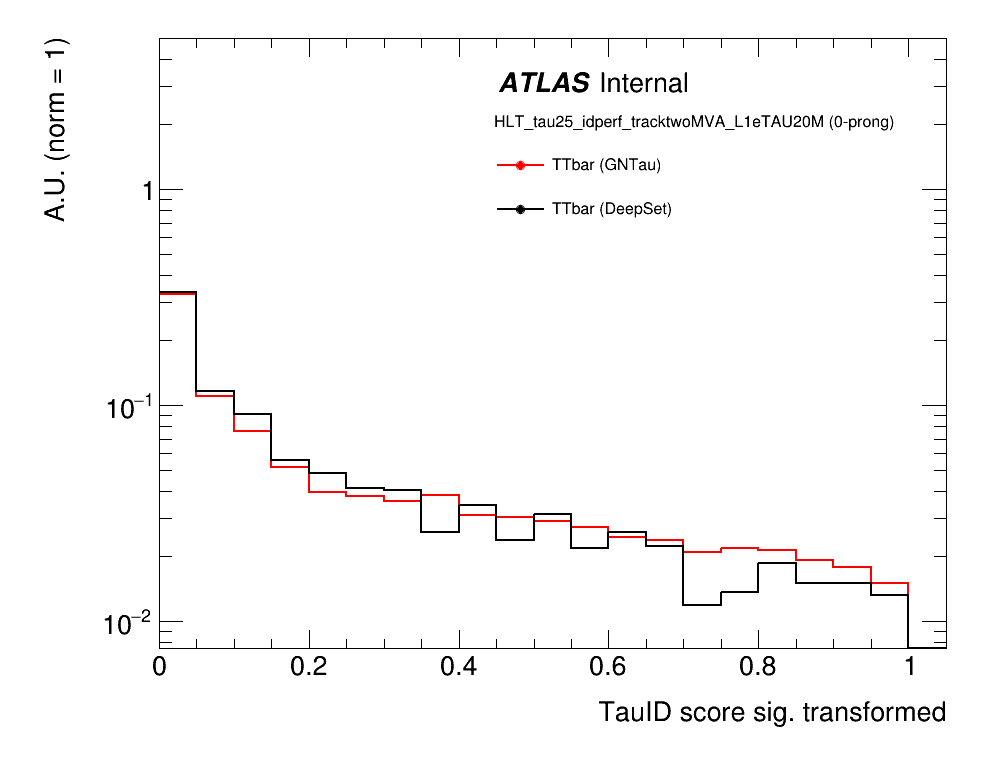 A.U. (norm = 1)
ATLAS Internal
HLT_tau25_idperf_tracktwoMVA_L1eTAU20M (0-prong)
TTbar (GNTau)
TTbar (DeepSet)
1
10⁻¹
10⁻²
0 0.2 0.4 0.6 0.8 1
TauID score sig. transformed